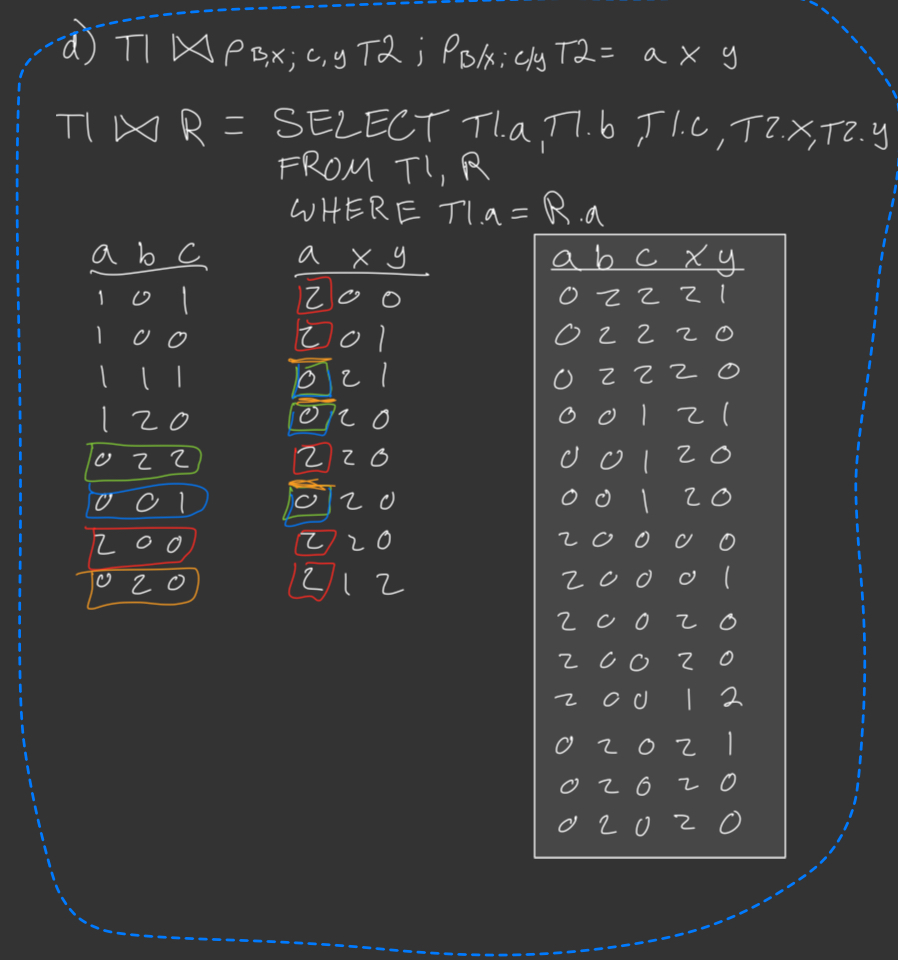 d) T1 ⋈ ρ B,x; c,y T2 ; ρ B/x; c/y T2 = a x y
T1 ⋈ R = SELECT T1.a, T1.b, T1.c, T2.x, T2.y
FROM T1, R
WHERE T1.a = R.a
a b c
1 0 1
1 0 0
1 1 1
1 2 0
0 2 2
0 0 1
2 0 0
0 2 0
a x y
2 0 0
2 0 1
0 2 1
0 2 0
2 2 0
0 2 0
2 2 0
2 1 2
a b c x y
0 2 2 2 1
0 2 2 2 0
0 2 2 2 0
0 0 1 2 1
0 0 1 2 0
0 0 1 2 0
2 0 0 0 0
2 0 0 0 1
2 0 0 2 0
2 0 0 2 0
2 0 0 1 2
0 2 0 2 1
0 2 0 2 0
0 2 0 2 0